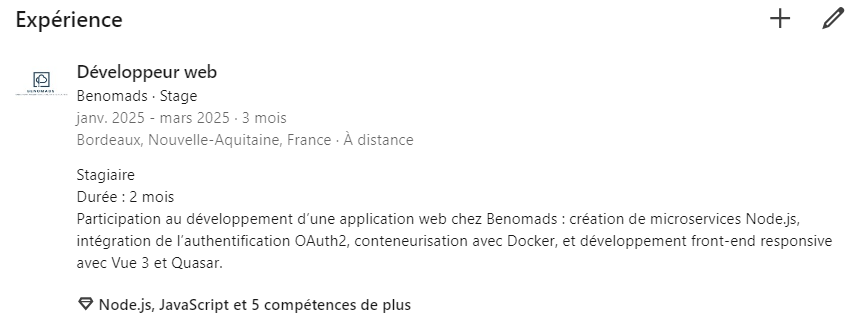 Expérience
Développeur web
BENOMADS
Benomads · Stage
janv. 2025 - mars 2025 · 3 mois
Bordeaux, Nouvelle-Aquitaine, France · À distance
Stagiaire
Durée : 2 mois
Participation au développement d’une application web chez Benomads : création de microservices Node.js,
intégration de l’authentification OAuth2, conteneurisation avec Docker, et développement front-end responsive
avec Vue 3 et Quasar.
Node.js, JavaScript et 5 compétences de plus